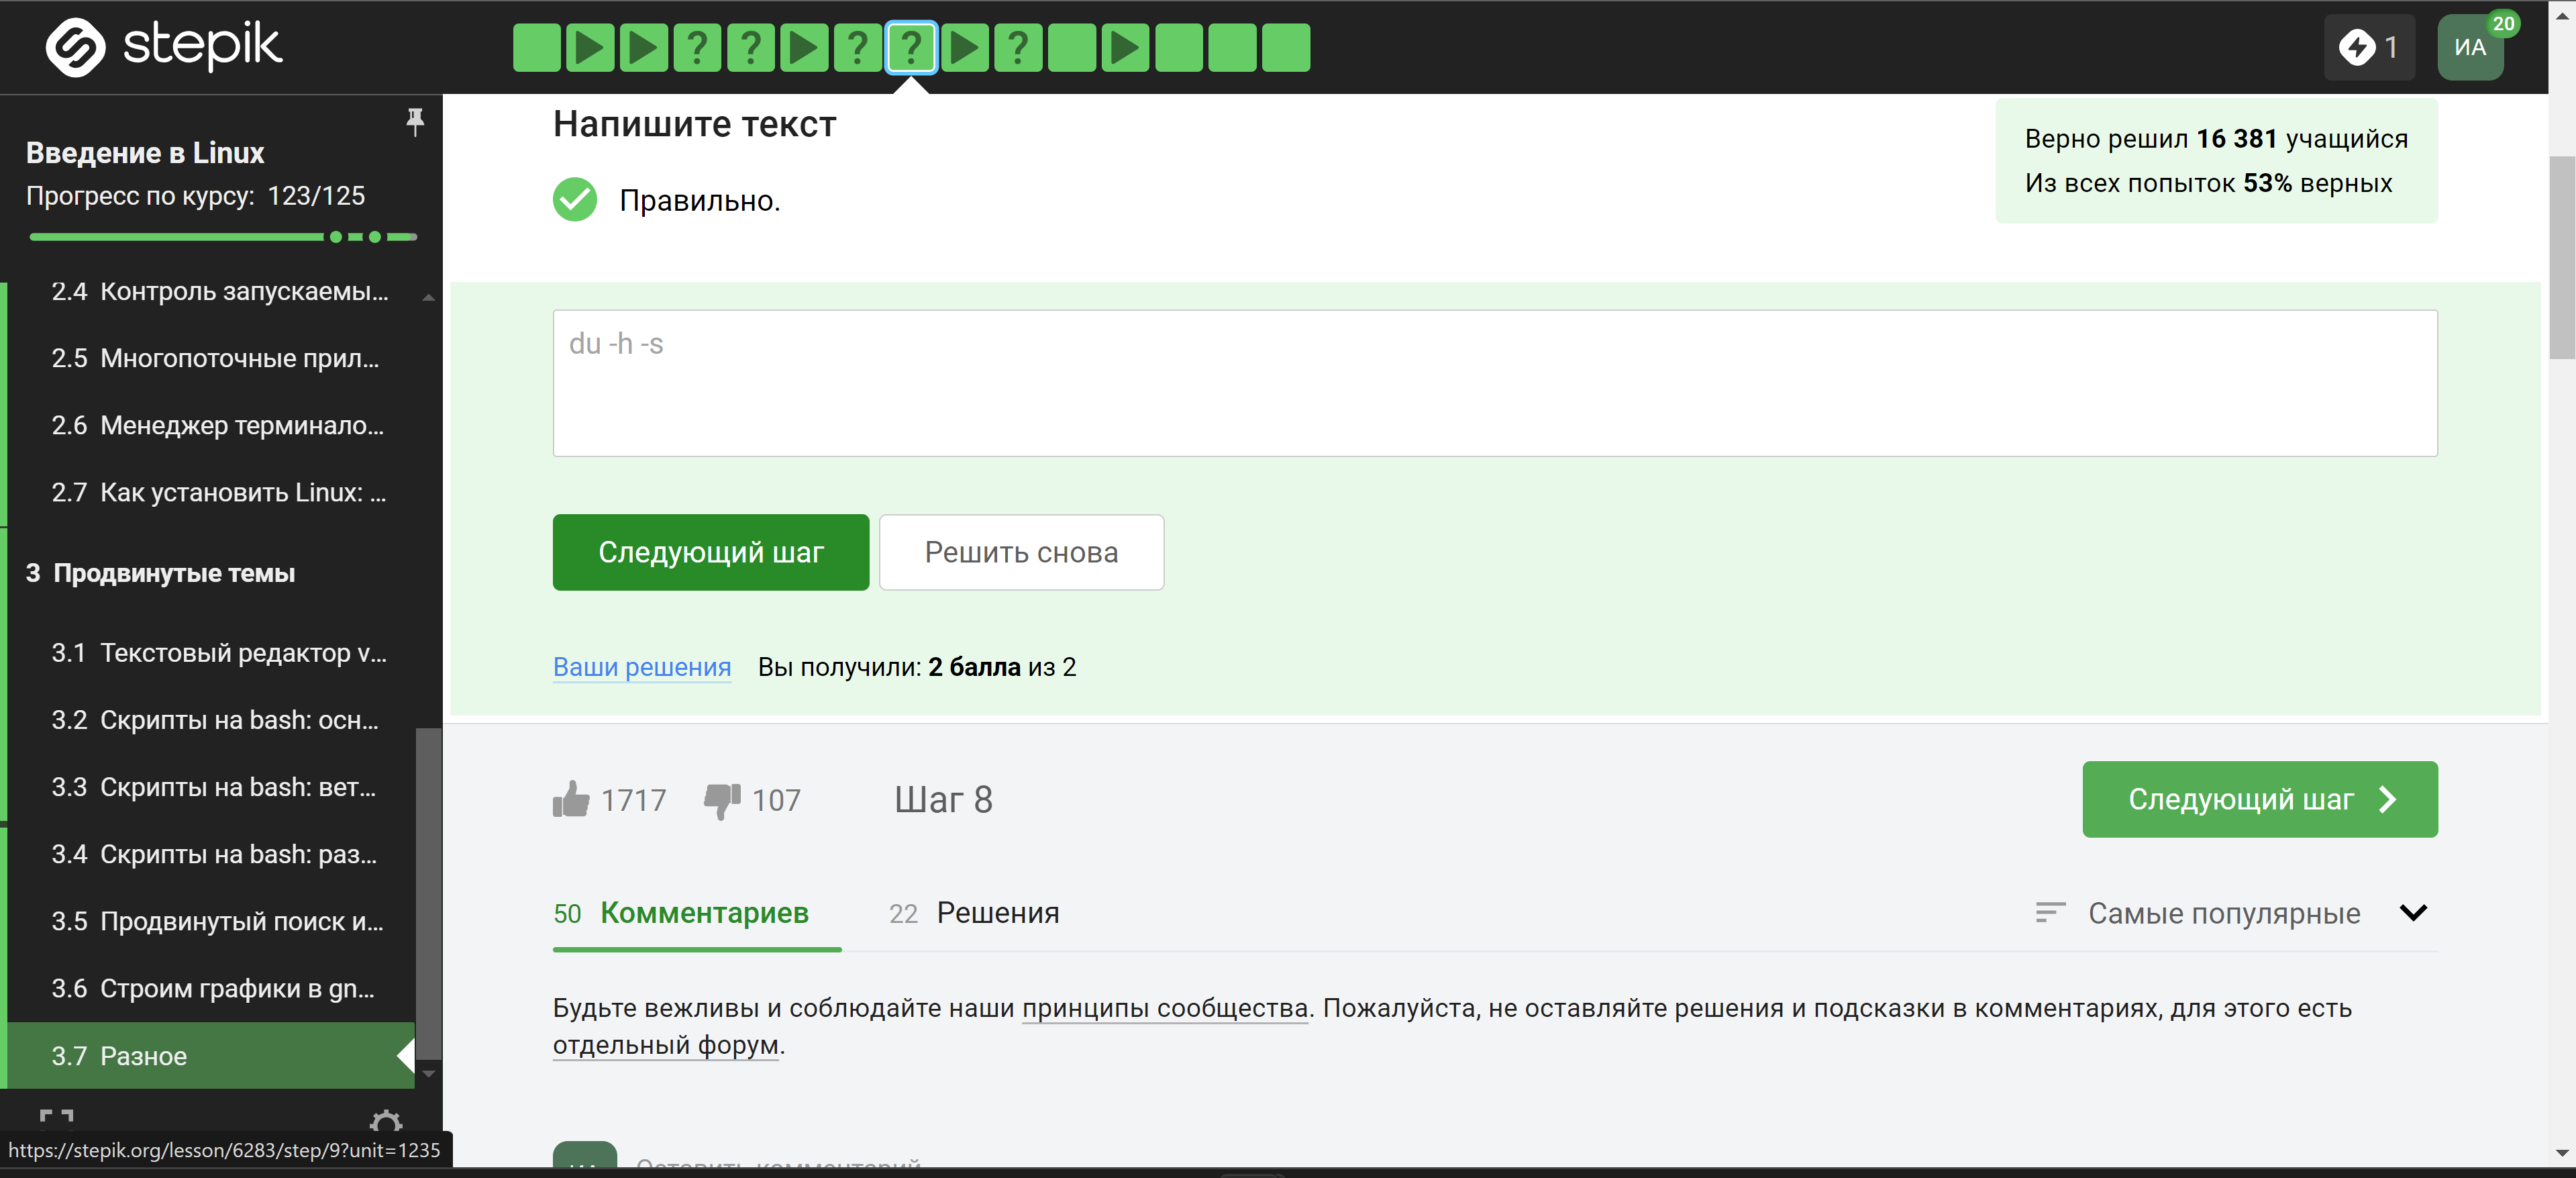 stepik
? ? ? ? ?
1
ИА
20
Введение в Linux
Прогресс по курсу: 123/125
2.4 Контроль запускаемы...
2.5 Многопоточные прил...
2.6 Менеджер терминало...
2.7 Как установить Linux: ...
3 Продвинутые темы
3.1 Текстовый редактор v...
3.2 Скрипты на bash: осн...
3.3 Скрипты на bash: вет...
3.4 Скрипты на bash: раз...
3.5 Продвинутый поиск и...
3.6 Строим графики в gn...
3.7 Разное
https://stepik.org/lesson/6283/step/9?unit=1235
Напишите текст
Правильно.
Верно решил 16 381 учащийся
Из всех попыток 53% верных
du -h -s
Следующий шаг
Решить снова
Ваши решения Вы получили: 2 балла из 2
1717 107 Шаг 8
Следующий шаг
50 Комментариев 22 Решения
Самые популярные
Будьте вежливы и соблюдайте наши принципы сообщества. Пожалуйста, не оставляйте решения и подсказки в комментариях, для этого есть
отдельный форум.
Оставить комментарий